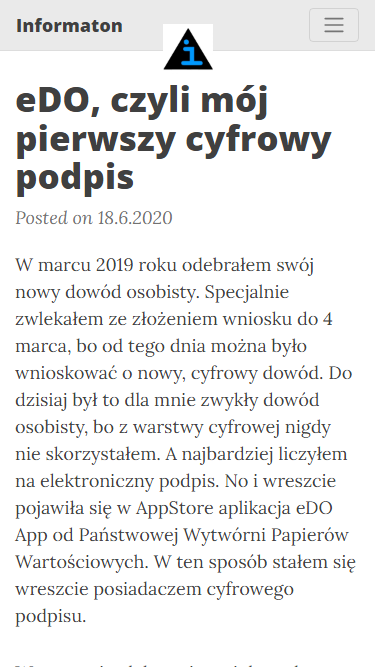 Informaton
eDO, czyli mój
pierwszy cyfrowy
podpis
Posted on 18.6.2020
W marcu 2019 roku odebrałem swój
nowy dowód osobisty. Specjalnie
zwlekałem ze złożeniem wniosku do 4
marca, bo od tego dnia można było
wnioskować o nowy, cyfrowy dowód. Do
dzisiaj był to dla mnie zwykły dowód
osobisty, bo z warstwy cyfrowej nigdy
nie skorzystałem. A najbardziej liczyłem
na elektroniczny podpis. No i wreszcie
pojawiła się w AppStore aplikacja eDO
App od Państwowej Wytwórni Papierów
Wartościowych. W ten sposób stałem się
wreszcie posiadaczem cyfrowego
podpisu.